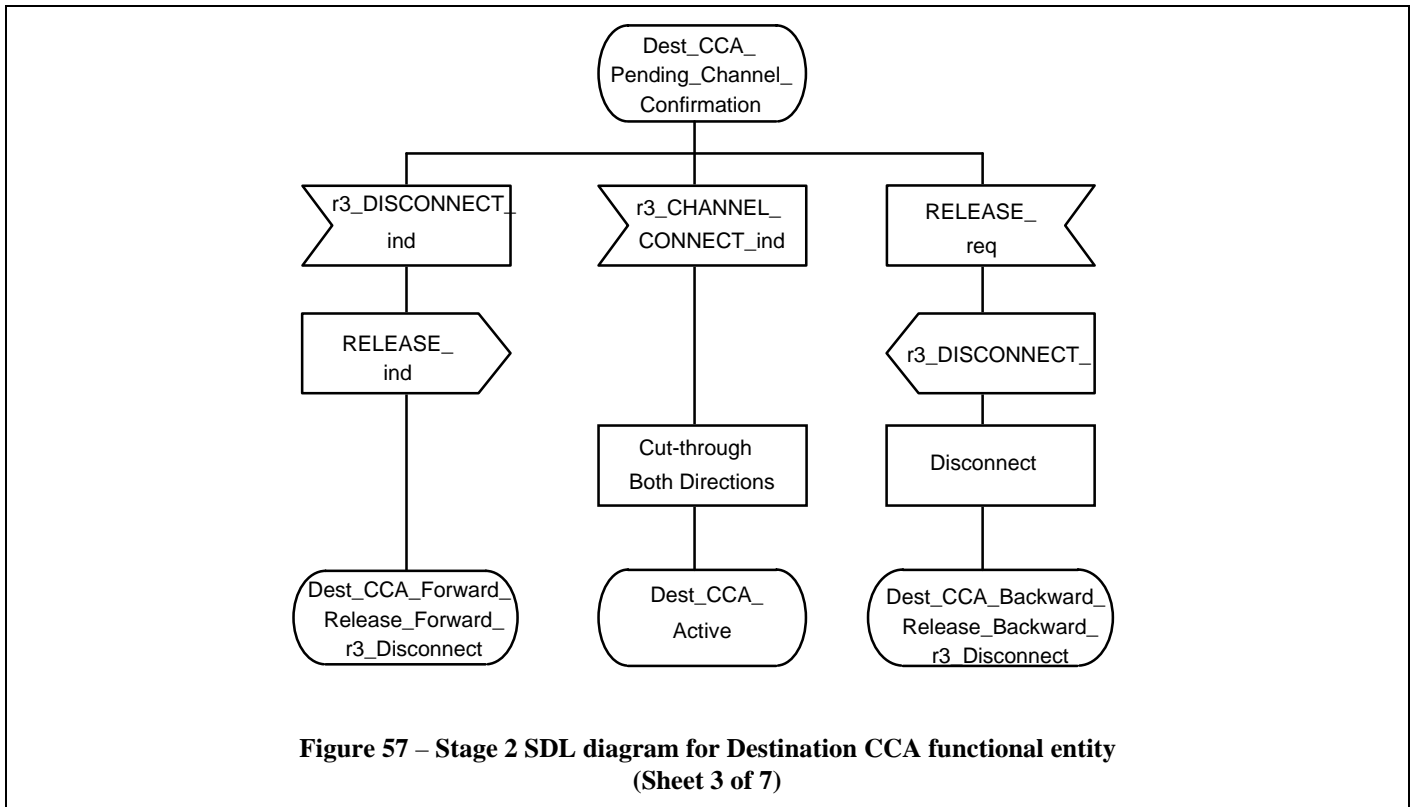 Dest_CCA_
Pending_Channel_
Confirmation
r3_DISCONNECT_
ind
r3_CHANNEL_
CONNECT_ind
RELEASE_
req
RELEASE_
ind
r3_DISCONNECT_
Cut-through
Both Directions
Disconnect
Dest_CCA_Forward_
Release_Forward_
r3_Disconnect
Dest_CCA_
Active
Dest_CCA_Backward_
Release_Backward_
r3_Disconnect
Figure 57 – Stage 2 SDL diagram for Destination CCA functional entity
(Sheet 3 of 7)